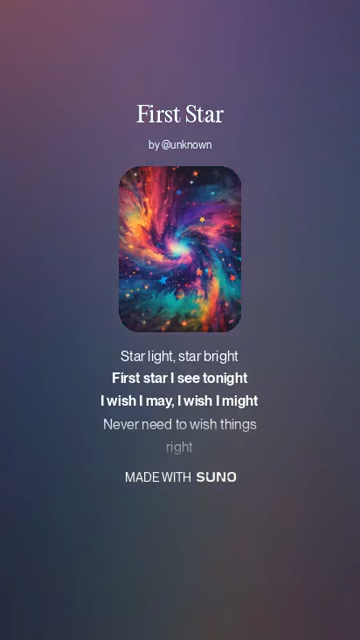 First Star
by @unknown
Star light, star bright
First star I see tonight
I wish I may, I wish I might
Never need to wish things
right
MADE WITH SUNO